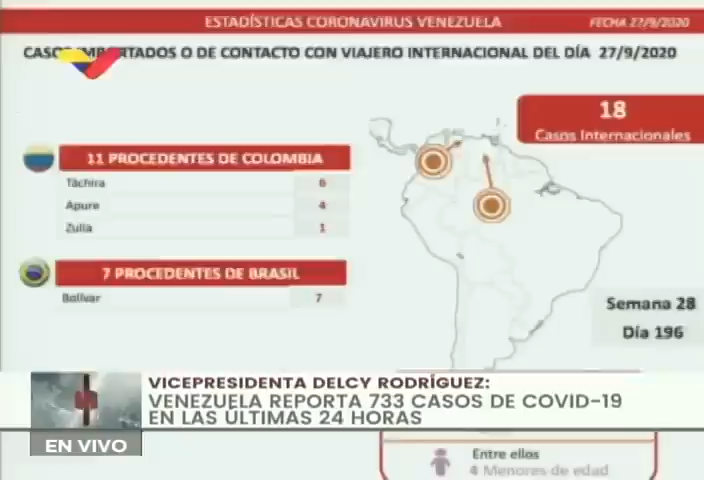 ESTADÍSTICAS CORONAVIRUS VENEZUELA
FECHA 27/9/2020
CASOS IMPORTADOS O DE CONTACTO CON VIAJERO INTERNACIONAL DEL DÍA 27/9/2020
18
Casos Internacionales
11 PROCEDENTES DE COLOMBIA
Táchira 6
Apure 4
Zulia 1
7 PROCEDENTES DE BRASIL
Bolívar 7
Semana 28
Día 196
VICEPRESIDENTA DELCY RODRÍGUEZ:
VENEZUELA REPORTA 733 CASOS DE COVID-19
EN LAS ÚLTIMAS 24 HORAS
EN VIVO
Entre ellos
4 Menores de edad